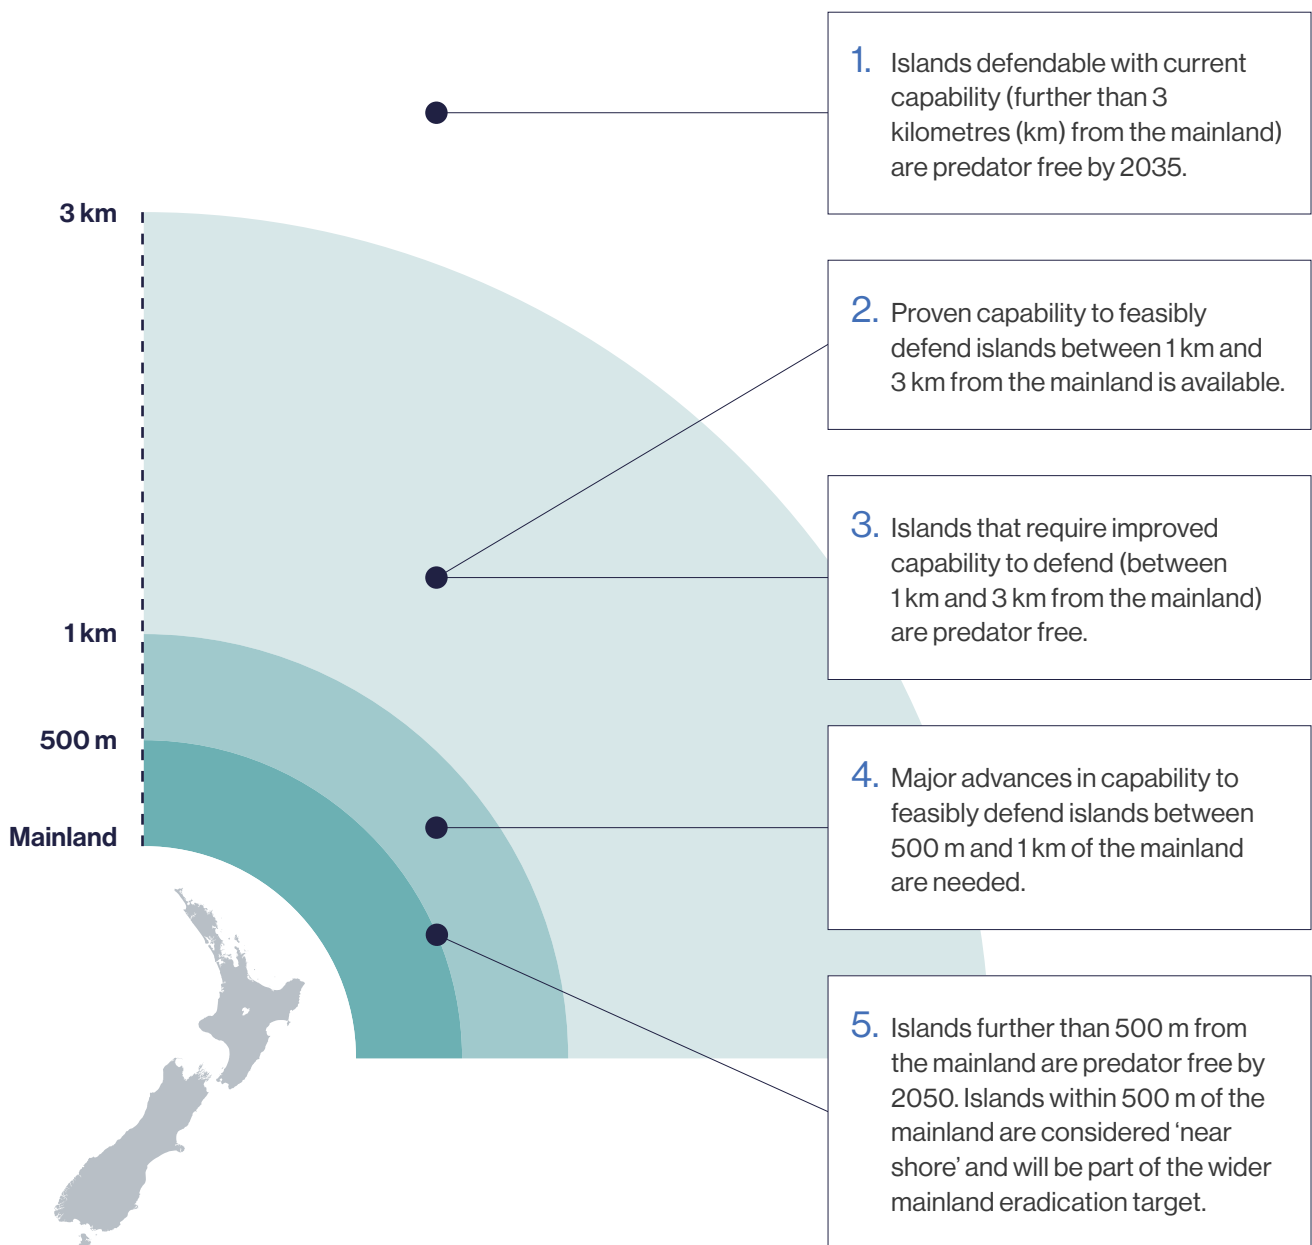 1. Islands defendable with current
capability (further than 3
kilometres (km) from the mainland)
are predator free by 2035.
3 km
2. Proven capability to feasibly
defend islands between 1 km and
3 km from the mainland is available.
3. Islands that require improved
capability to defend (between
1 km and 3 km from the mainland)
are predator free.
1 km
500 m
4. Major advances in capability to
feasibly defend islands between
500 m and 1 km of the mainland
are needed.
Mainland
5. Islands further than 500 m from
the mainland are predator free by
2050. Islands within 500 m of the
mainland are considered ‘near
shore’ and will be part of the wider
mainland eradication target.